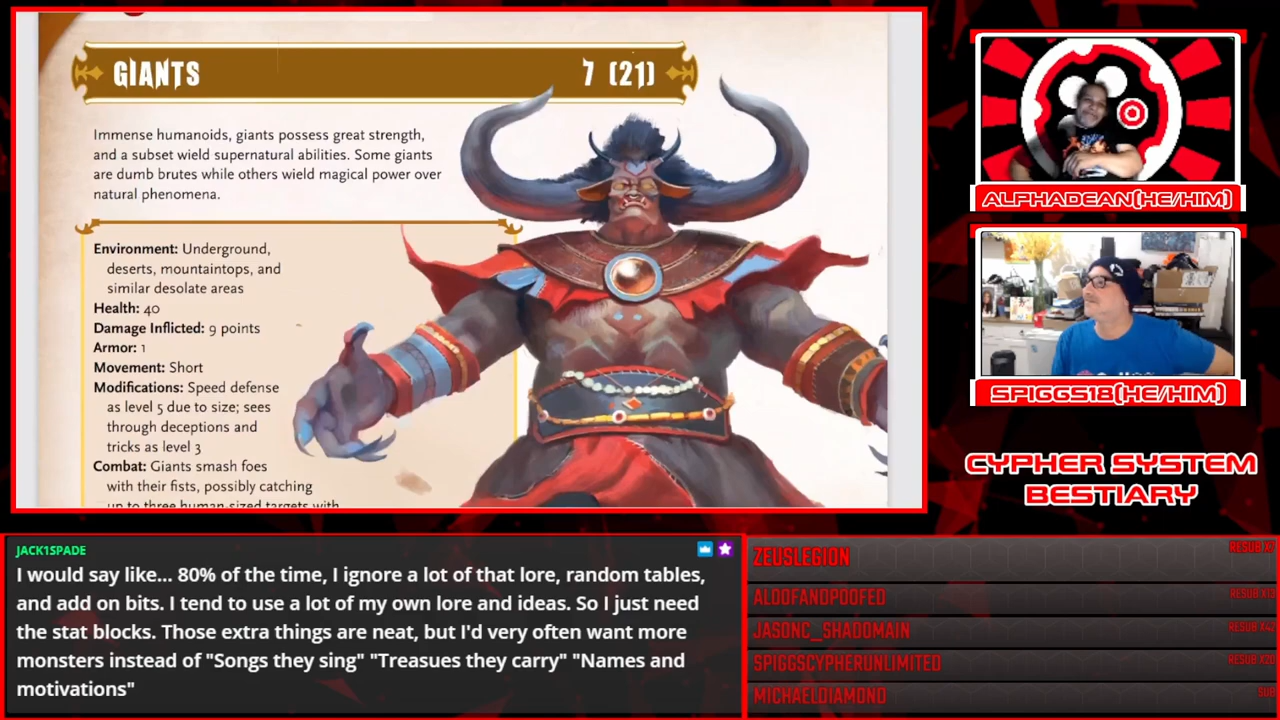 GIANTS 7 (21)
Immense humanoids, giants possess great strength,
and a subset wield supernatural abilities. Some giants
are dumb brutes while others wield magical power over
natural phenomena.
Environment: Underground,
deserts, mountaintops, and
similar desolate areas
Health: 40
Damage Inflicted: 9 points
Armor: 1
Movement: Short
Modifications: Speed defense
as level 5 due to size; sees
through deceptions and
tricks as level 3
Combat: Giants smash foes
with their fists, possibly catching
up to three human-sized targets with
ALPHADEAN(HE/HIM)
SPIGGS18(HE/HIM)
CYPHER SYSTEM
BESTIARY
JACK1SPADE
I would say like... 80% of the time, I ignore a lot of that lore, random tables,
and add on bits. I tend to use a lot of my own lore and ideas. So I just need
the stat blocks. Those extra things are neat, but I'd very often want more
monsters instead of "Songs they sing" "Treasues they carry" "Names and
motivations"
ZEUSLEGION
ALOOFANDPOOFED
JASONC_SHADOMAIN
SPIGGSCYPHERUNLIMITED
MICHAELDIAMOND